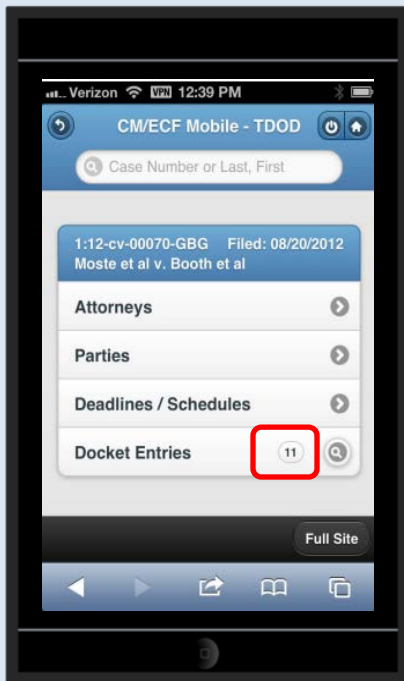 Verizon VPN 12:39 PM
CM/ECF Mobile - TDOD
Case Number or Last, First
1:12-cv-00070-GBG Filed: 08/20/2012
Moste et al v. Booth et al
Attorneys
Parties
Deadlines / Schedules
Docket Entries 11
Full Site